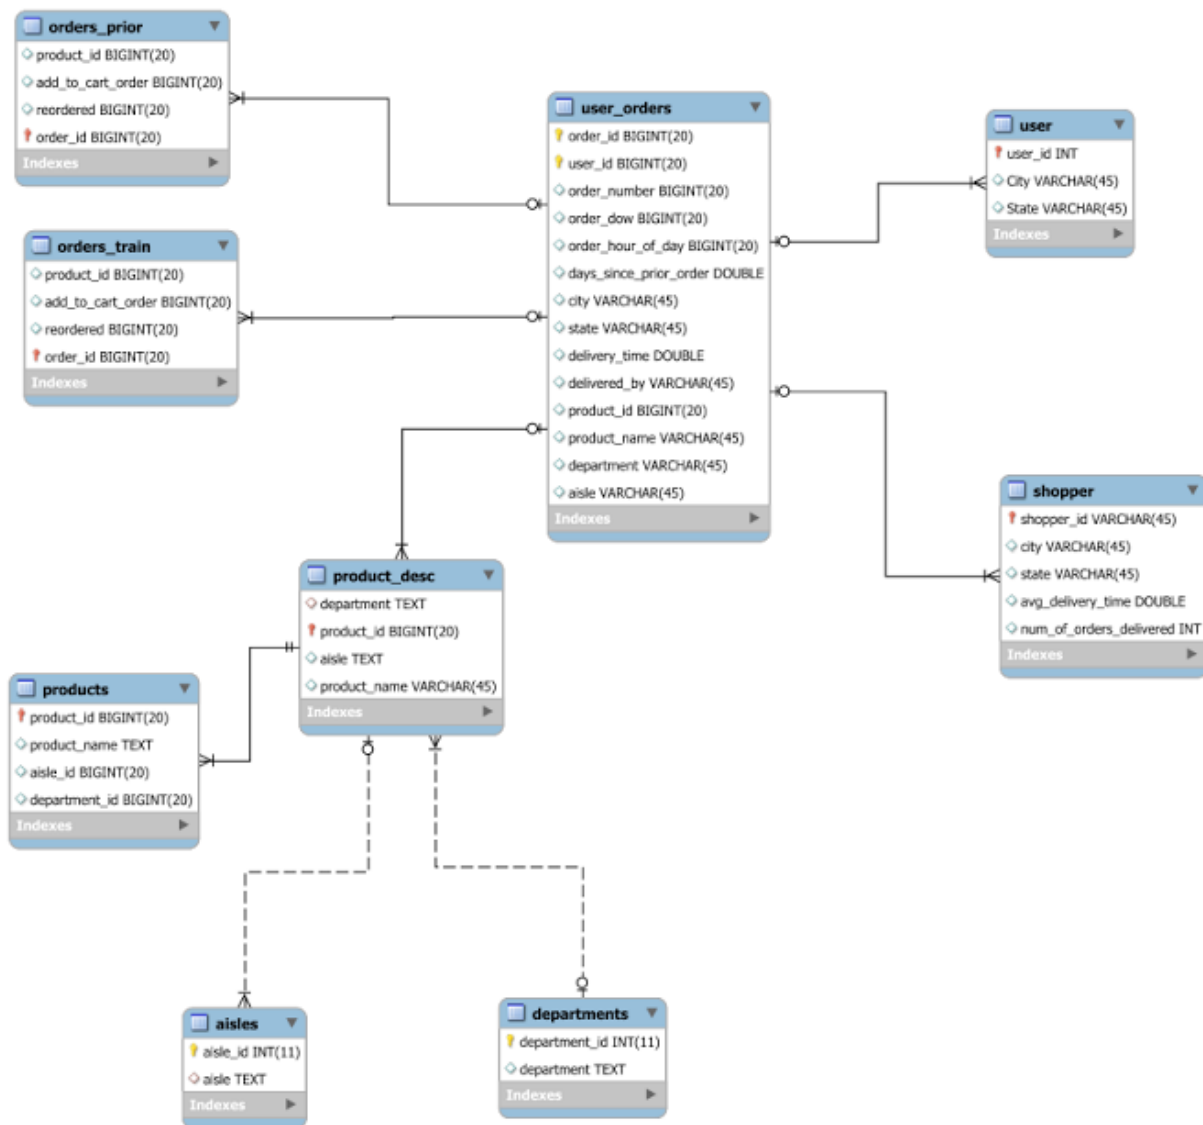 orders_prior
product_id BIGINT(20)
add_to_cart_order BIGINT(20)
reordered BIGINT(20)
order_id BIGINT(20)
Indexes
orders_train
product_id BIGINT(20)
add_to_cart_order BIGINT(20)
reordered BIGINT(20)
order_id BIGINT(20)
Indexes
user_orders
order_id BIGINT(20)
user_id BIGINT(20)
order_number BIGINT(20)
order_dow BIGINT(20)
order_hour_of_day BIGINT(20)
days_since_prior_order DOUBLE
city VARCHAR(45)
state VARCHAR(45)
delivery_time DOUBLE
delivered_by VARCHAR(45)
product_id BIGINT(20)
product_name VARCHAR(45)
department VARCHAR(45)
aisle VARCHAR(45)
Indexes
user
user_id INT
City VARCHAR(45)
State VARCHAR(45)
Indexes
shopper
shopper_id VARCHAR(45)
city VARCHAR(45)
state VARCHAR(45)
avg_delivery_time DOUBLE
num_of_orders_delivered INT
Indexes
product_desc
department TEXT
product_id BIGINT(20)
aisle TEXT
product_name VARCHAR(45)
Indexes
products
product_id BIGINT(20)
product_name TEXT
aisle_id BIGINT(20)
department_id BIGINT(20)
Indexes
aisles
aisle_id INT(11)
aisle TEXT
Indexes
departments
department_id INT(11)
department TEXT
Indexes